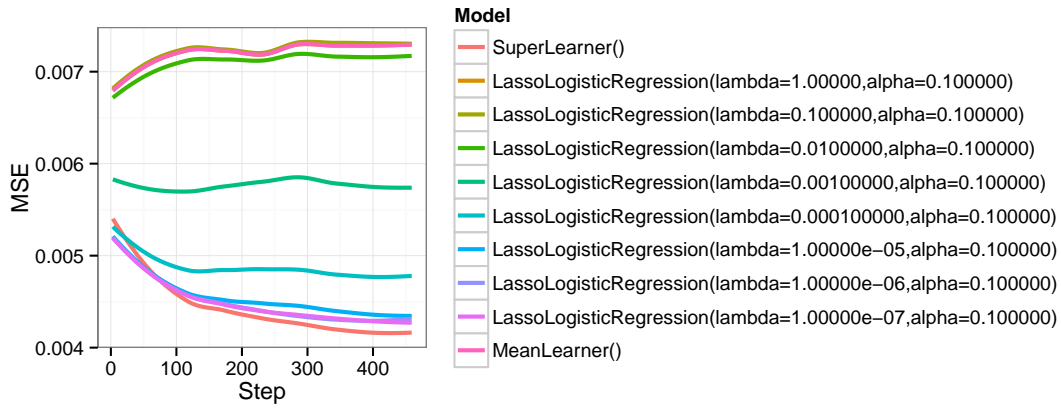 Model
SuperLearner()
LassoLogisticRegression(lambda=1.00000,alpha=0.100000)
LassoLogisticRegression(lambda=0.100000,alpha=0.100000)
LassoLogisticRegression(lambda=0.0100000,alpha=0.100000)
LassoLogisticRegression(lambda=0.00100000,alpha=0.100000)
LassoLogisticRegression(lambda=0.000100000,alpha=0.100000)
LassoLogisticRegression(lambda=1.00000e−05,alpha=0.100000)
LassoLogisticRegression(lambda=1.00000e−06,alpha=0.100000)
LassoLogisticRegression(lambda=1.00000e−07,alpha=0.100000)
MeanLearner()
MSE
0.007
0.006
0.005
0.004
0 100 200 300 400
Step